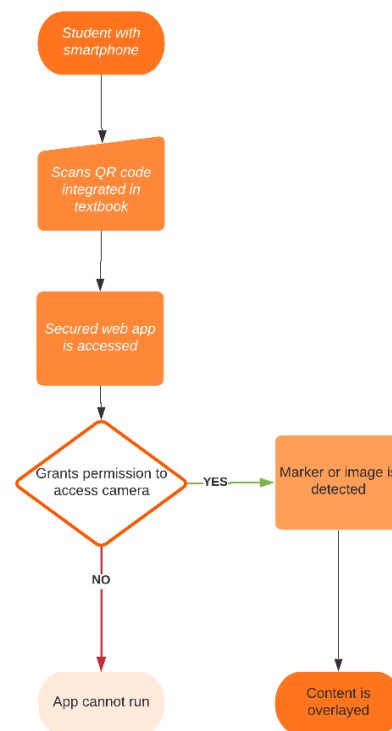 Student with
smartphone
Scans QR code
integrated in
textbook
Secured web app
is accessed
Grants permission to
access camera
YES
Marker or image is
detected
NO
App cannot run
Content is
overlayed